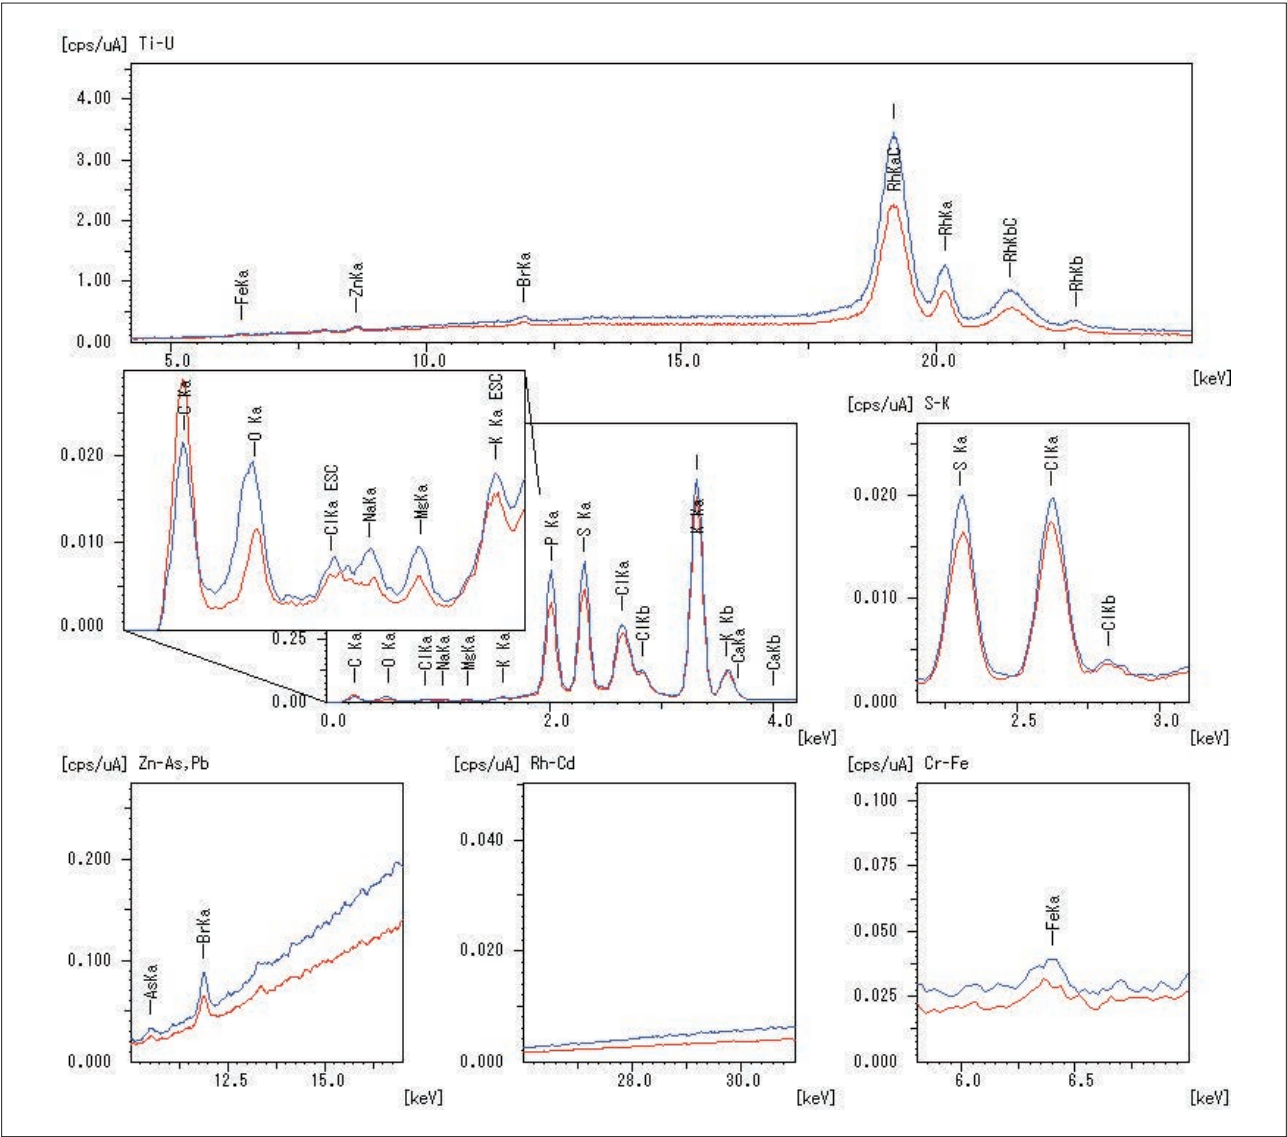 [cps/uA] Ti-U
4.00
3.00
2.00
1.00
0.00
FeKa
ZnKa
BrKa
RhKaC
RhKa
RhKbC
RhKb
5.0 10.0 15.0 20.0
[keV]
0.020
0.010
0.000
C Ka
O Ka
ClKa ESC
NaKa
MgKa
K Ka ESC
0.25
0.00
C Ka
O Ka
ClKa
NaKa
MgKa
K Ka
P Ka
S Ka
ClKa
ClKb
K Ka
K Kb
CaKa
CaKb
0.0 2.0 4.0
[keV]
[cps/uA] S-K
0.020
0.010
0.000
S Ka
ClKa
ClKb
2.5 3.0
[keV]
[cps/uA] Zn-As,Pb
0.200
0.100
0.000
AsKa
BrKa
12.5 15.0
[keV]
[cps/uA] Rh-Cd
0.040
0.020
0.000
28.0 30.0
[keV]
[cps/uA] Cr-Fe
0.100
0.075
0.050
0.025
0.000
FeKa
6.0 6.5
[keV]